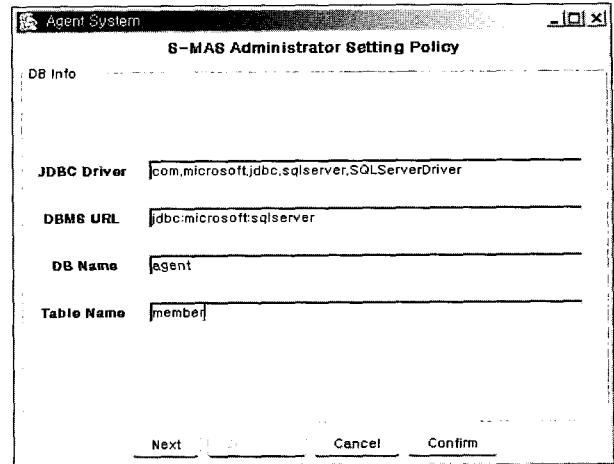 Agent System
S-MAS Administrator Setting Policy
DB Info
JDBC Driver com,microsoft,jdbc,sqlserver,SQLServerDriver
DBMS URL jdbc:microsoft:sqlserver
DB Name agent
Table Name member
Next Cancel Confirm